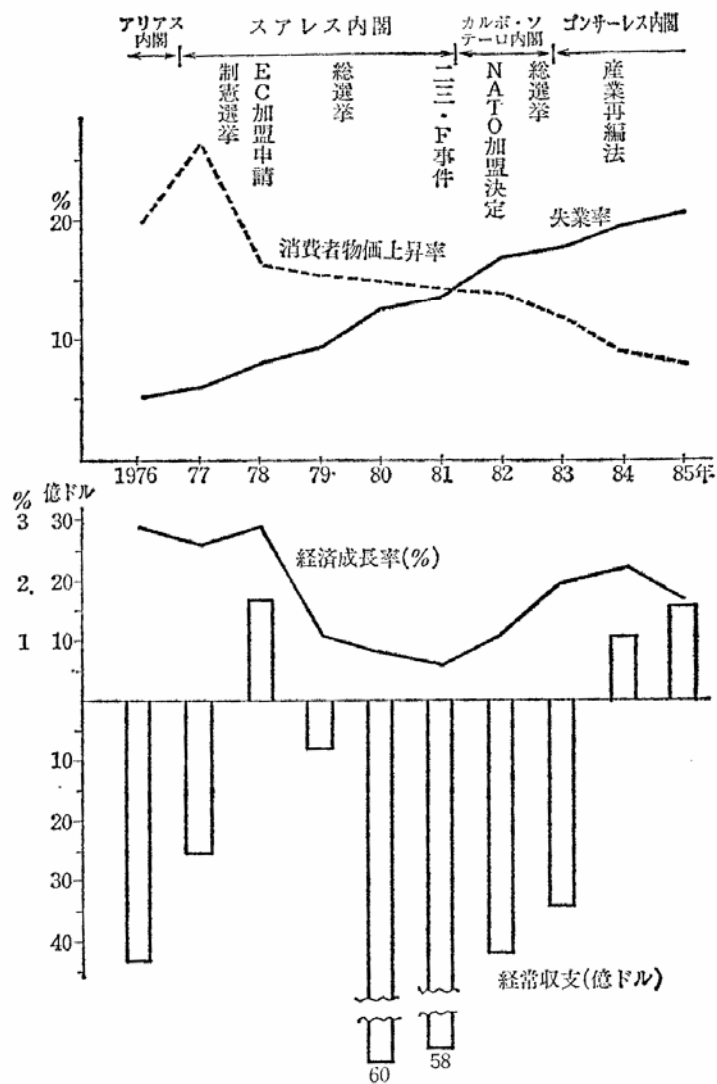 アリアス
内閣
スアレス内閣
カルボ・ソ
テーロ内閣
ゴンサーレス内閣
制憲選挙
EC加盟申請
総選挙
二三・F事件
NATO加盟決定
総選挙
産業再編法
%
20
10
失業率
消費者物価上昇率
1976 77 78 79 80 81 82 83 84 85年
% 億ドル
3 30
2 20
1 10
経済成長率(%)
10
20
30
40
経常収支(億ドル)
60
58